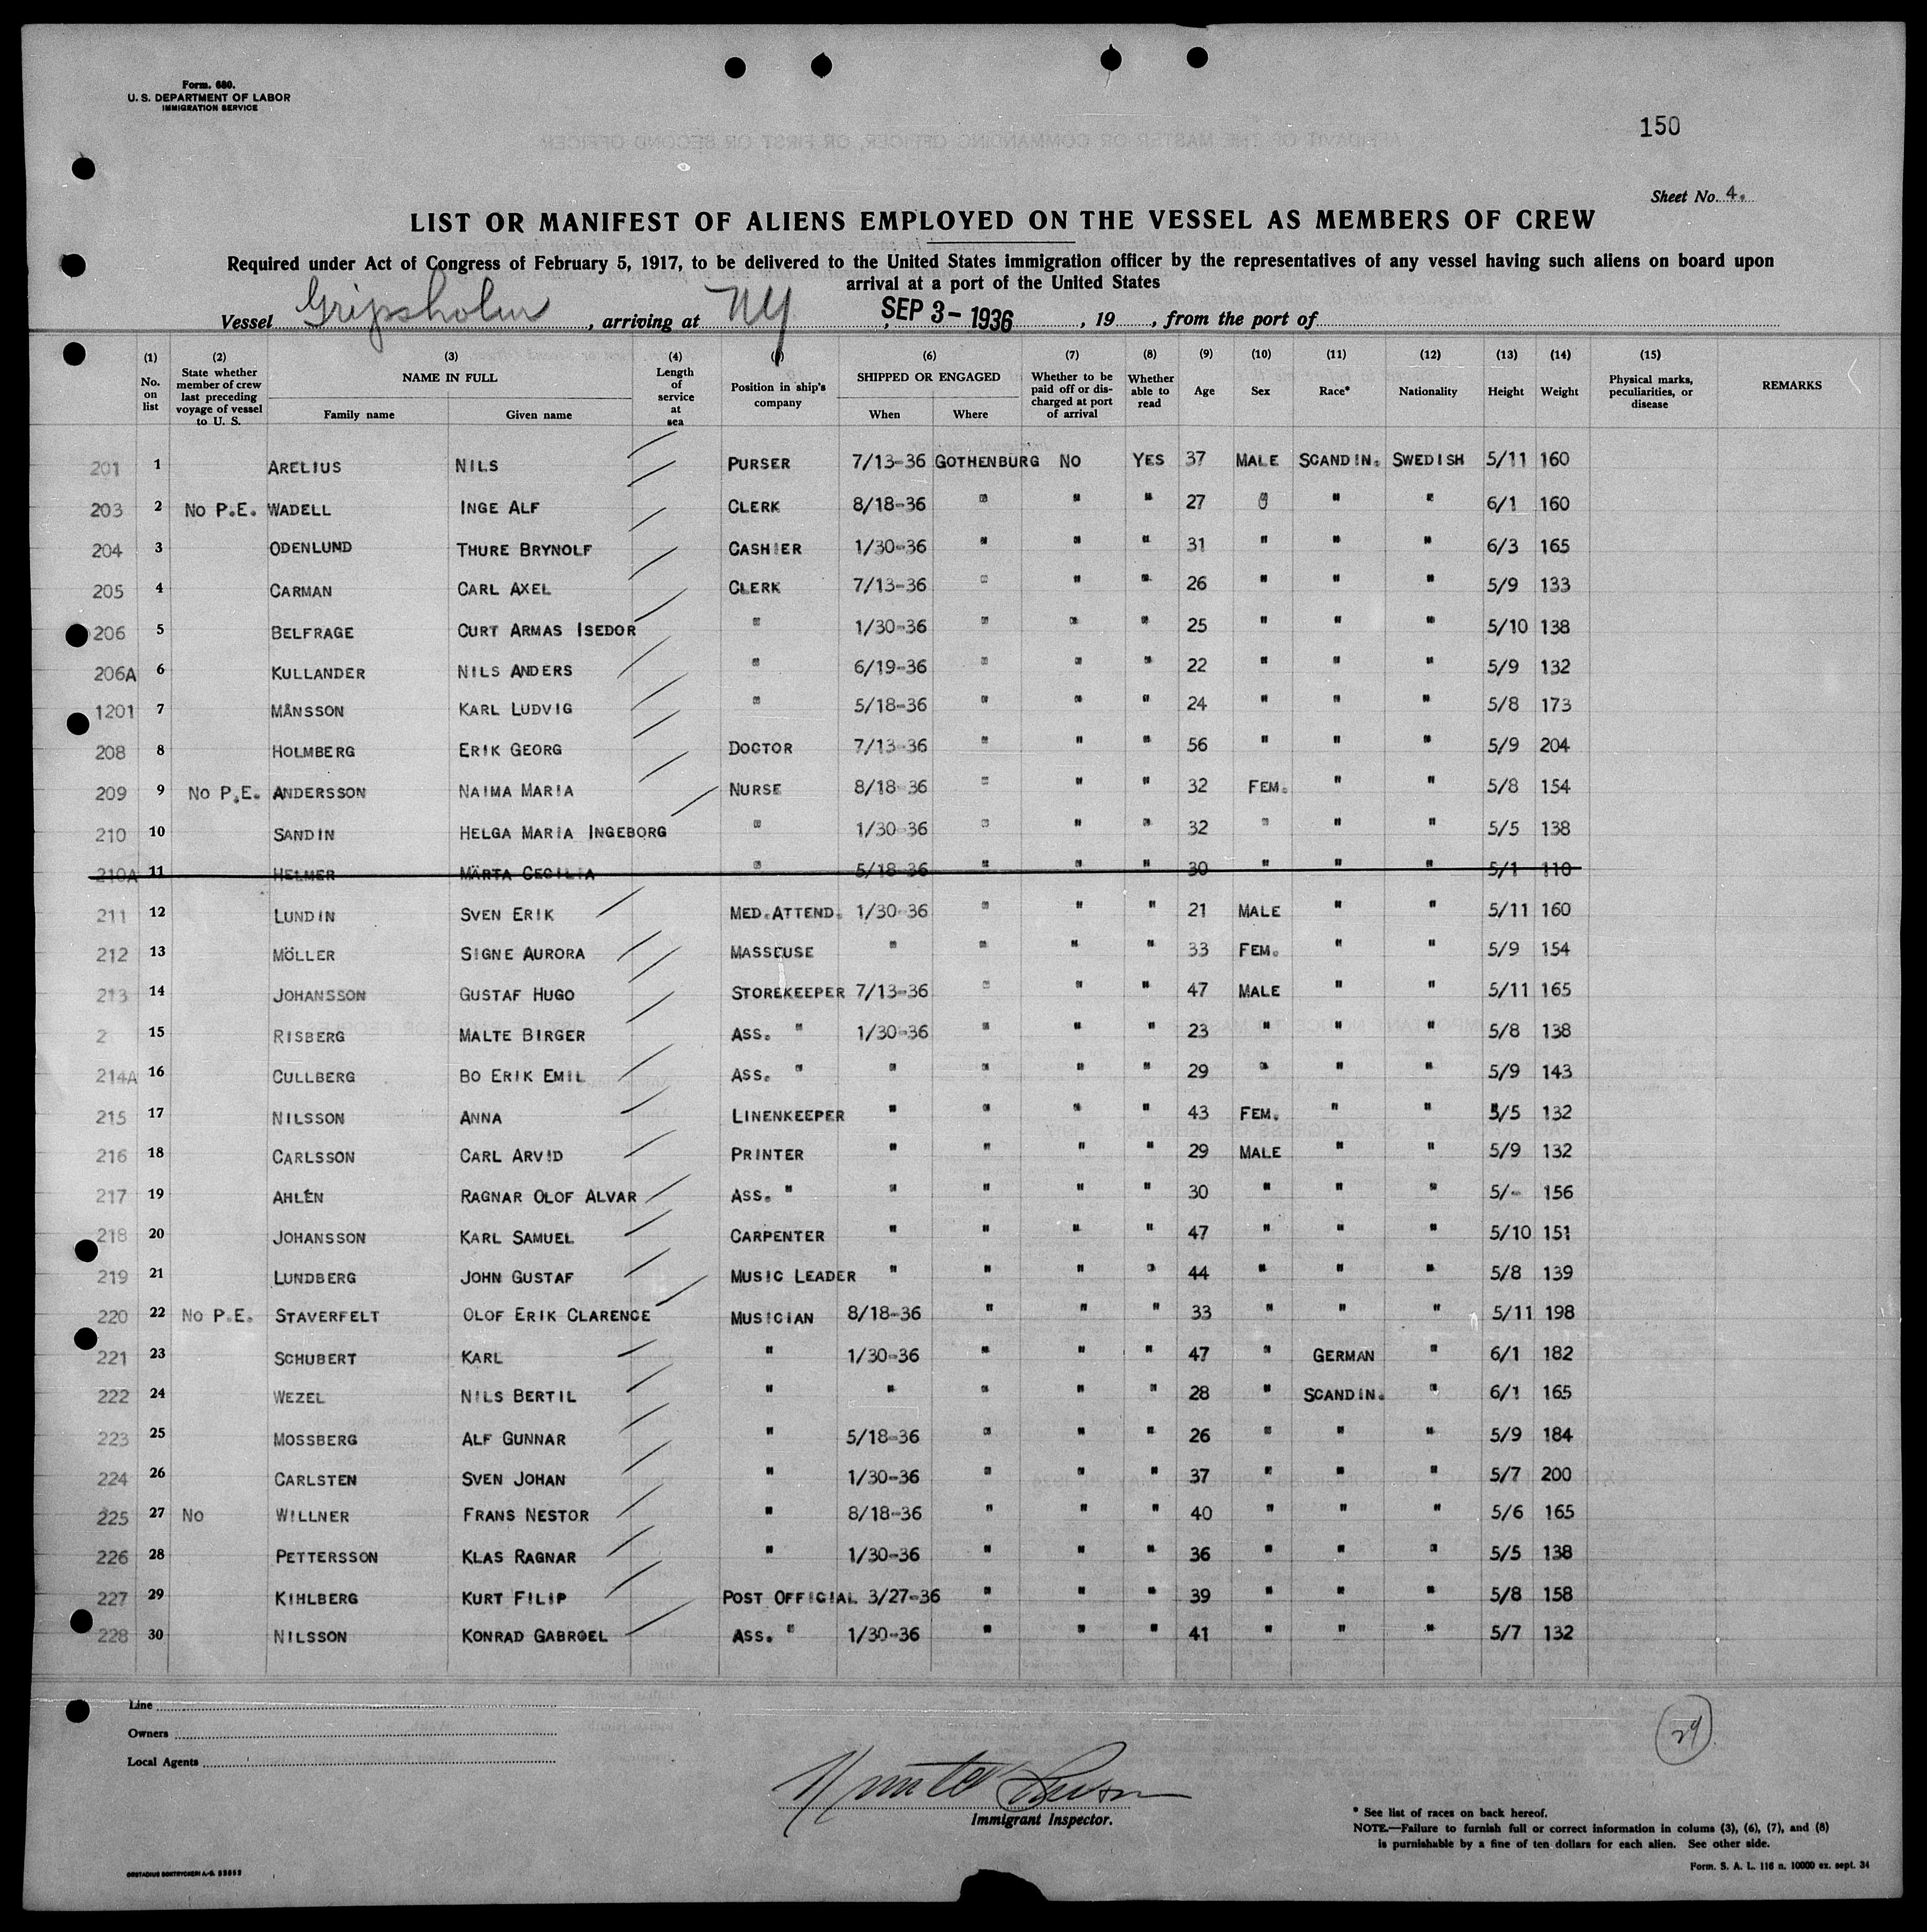 Form. 680.
U. S. DEPARTMENT OF LABOR
IMMIGRATION SERVICE
150
Sheet No. 4.
LIST OR MANIFEST OF ALIENS EMPLOYED ON THE VESSEL AS MEMBERS OF CREW
Required under Act of Congress of February 5, 1917, to be delivered to the United States immigration officer by the representatives of any vessel having such aliens on board upon
arrival at a port of the United States
Vessel Gripsholm, arriving at NY SEP 3-1936, 19, from the port of
(1) No. on list (2) State whether member of crew last preceding voyage of vessel to U. S. (3) NAME IN FULL Family name Given name (4) Length of service at sea (5) Position in ship's company (6) SHIPPED OR ENGAGED When Where (7) Whether to be paid off or discharged at port of arrival (8) Whether able to read (9) Age (10) Sex (11) Race* (12) Nationality (13) Height (14) Weight (15) Physical marks, peculiarities, or disease REMARKS
201 1 ARELIUS NILS PURSER 7/13-36 GOTHENBURG NO YES 37 MALE SCANDIN. SWEDISH 5/11 160
203 2 NO P.E. WADELL INGE ALF CLERK 8/18-36 " " " 27 " " " 6/1 160
204 3 ODENLUND THURE BRYNOLF CASHIER 1/30-36 " " " 31 " " " 6/3 165
205 4 CARMAN CARL AXEL CLERK 7/13-36 " " " 26 " " " 5/9 133
206 5 BELFRAGE CURT ARMAS ISEDOR " 1/30-36 " " " 25 " " " 5/10 138
206A 6 KULLANDER NILS ANDERS " 6/19-36 " " " 22 " " " 5/9 132
1201 7 MÅNSSON KARL LUDVIG " 5/18-36 " " " 24 " " " 5/8 173
208 8 HOLMBERG ERIK GEORG DOCTOR 7/13-36 " " " 56 " " " 5/9 204
209 9 NO P.E. ANDERSSON NAIMA MARIA NURSE 8/18-36 " " " 32 FEM. " " 5/8 154
210 10 SANDIN HELGA MARIA INGEBORG " 1/30-36 " " " 32 " " " 5/5 138
210A 11 HELMER MÄRTA CECILIA " 5/18-36 " " " 30 " " " 5/1 110
211 12 LUNDIN SVEN ERIK MED.ATTEND. 1/30-36 " " " 21 MALE " " 5/11 160
212 13 MÖLLER SIGNE AURORA MASSEUSE " " " " 33 FEM. " " 5/9 154
213 14 JOHANSSON GUSTAF HUGO STOREKEEPER 7/13-36 " " " 47 MALE " " 5/11 165
2 15 RISBERG MALTE BIRGER ASS. " 1/30-36 " " " 23 " " " 5/8 138
214A 16 CULLBERG BO ERIK EMIL ASS. " " " " " 29 " " " 5/9 143
215 17 NILSSON ANNA LINENKEEPER " " " " 43 FEM. " " 5/5 132
216 18 CARLSSON CARL ARVID PRINTER " " " " 29 MALE " " 5/9 132
217 19 AHLÉN RAGNAR OLOF ALVAR ASS. " " " " " 30 " " " 5/- 156
218 20 JOHANSSON KARL SAMUEL CARPENTER " " " " 47 " " " 5/10 151
219 21 LUNDBERG JOHN GUSTAF MUSIC LEADER " " " " 44 " " " 5/8 139
220 22 NO P.E. STAVERFELT OLOF ERIK CLARENCE MUSICIAN 8/18-36 " " " 33 " " " 5/11 198
221 23 SCHUBERT KARL " 1/30-36 " " " 47 " GERMAN " 6/1 182
222 24 WEZEL NILS BERTIL " " " " " 28 " SCANDIN. " 6/1 165
223 25 MOSSBERG ALF GUNNAR " 5/18-36 " " " 26 " " " 5/9 184
224 26 CARLSTEN SVEN JOHAN " 1/30-36 " " " 37 " " " 5/7 200
225 27 NO WILLNER FRANS NESTOR " 8/18-36 " " " 40 " " " 5/6 165
226 28 PETTERSSON KLAS RAGNAR " 1/30-36 " " " 36 " " " 5/5 138
227 29 KIHLBERG KURT FILIP POST OFFICIAL 3/27-36 " " " 39 " " " 5/8 158
228 30 NILSSON KONRAD GABROEL ASS. " 1/30-36 " " " 41 " " " 5/7 132
Line
Owners
Local Agents
29
Immigrant Inspector.
* See list of races on back hereof.
NOTE.—Failure to furnish full or correct information in colums (3), (6), (7), and (8)
is purnishable by a fine of ten dollars for each alien. See other side.
Form. S. A. L. 116 n. 10000 ex. sept. 34